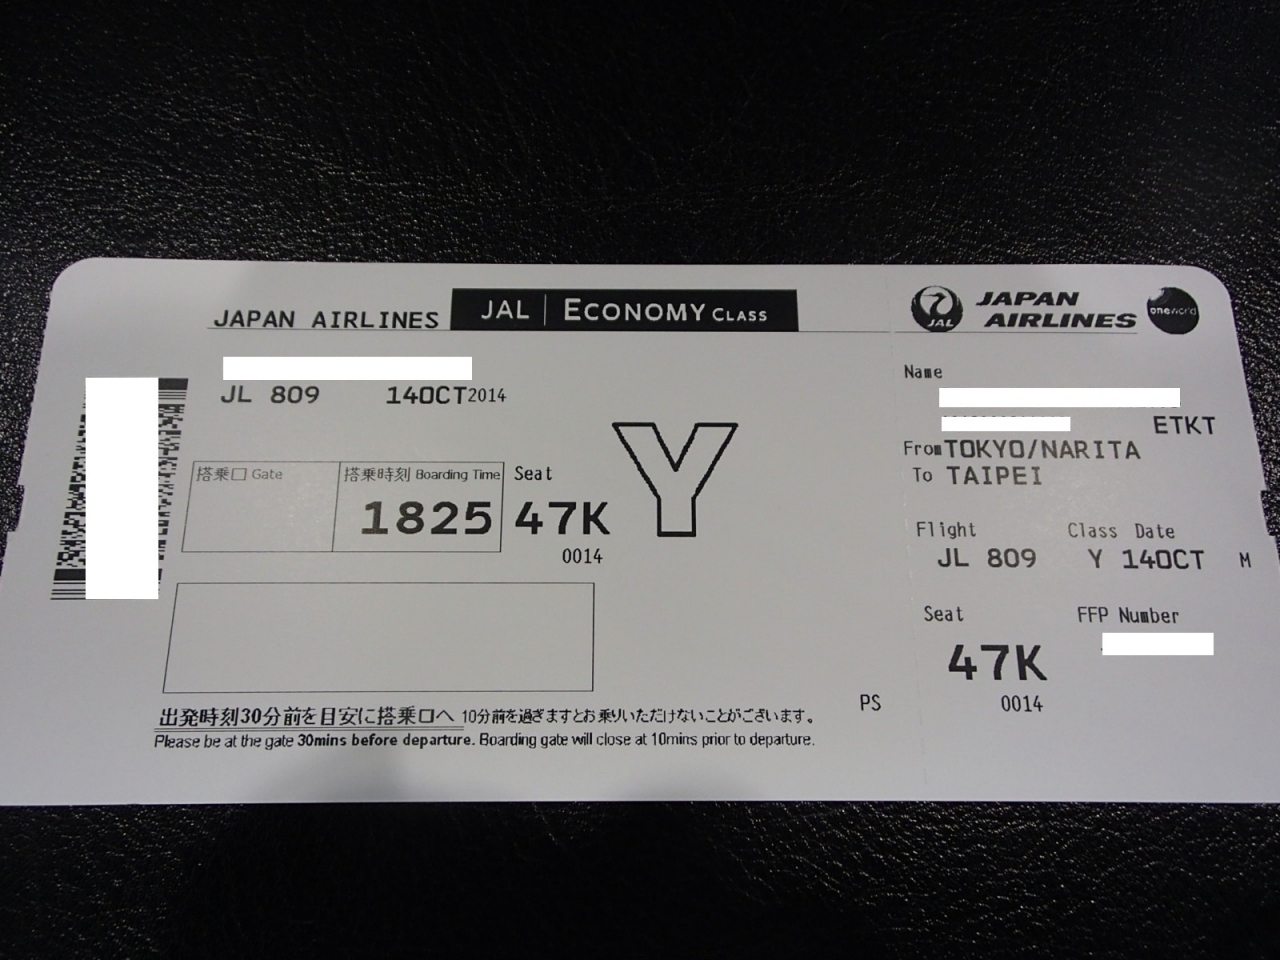 JAPAN AIRLINES
JAL | ECONOMY CLASS
JL 809 14OCT2014
搭乗口 Gate
搭乗時刻 Boarding Time
1825
Seat
47K
0014
Y
出発時刻30分前を目安に搭乗口へ 10分前を過ぎますとお乗りいただけないことがございます。
Please be at the gate 30mins before departure. Boarding gate will close at 10mins prior to departure.
PS
JAL
JAPAN
AIRLINES
oneworld
Name
ETKT
From TOKYO/NARITA
To TAIPEI
Flight Class Date
JL 809 Y 14OCT M
Seat FFP Number
47K
0014